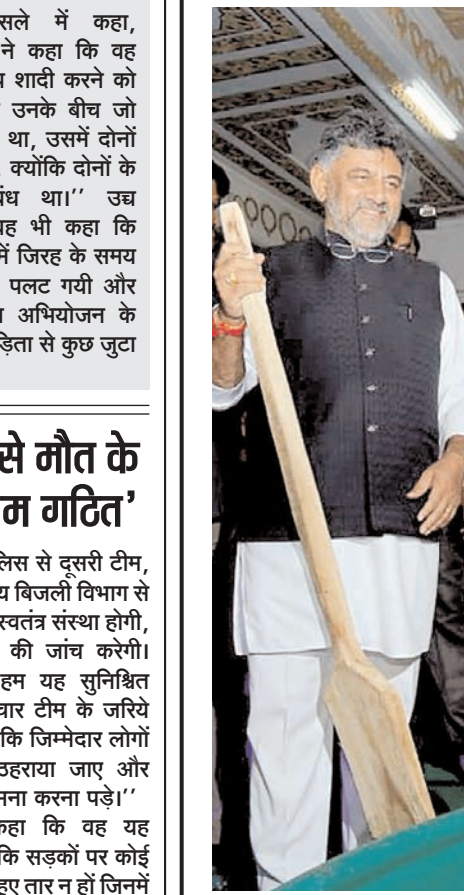 सले में कहा,
ने कहा कि वह
शादी करने को
उनके बीच जो
था, उसमें दोनों
क्योंकि दोनों के
बंध था।'' उच्च
भी कहा कि
में जिरह के समय
पलट गयी और
अभियोजन के
ड़िता से कुछ जुटा
से मौत के
म गठित'
लिस से दूसरी टीम,
य बिजली विभाग से
स्वतंत्र संस्था होगी,
की जांच करेगी।
हम यह सुनिश्चित
चार टीम के जरिये
कि जिम्मेदार लोगों
ठहराया जाए और
मना करना पड़े।''
कहा कि वह यह
कि सड़कों पर कोई
हुए तार न हों जिनमें